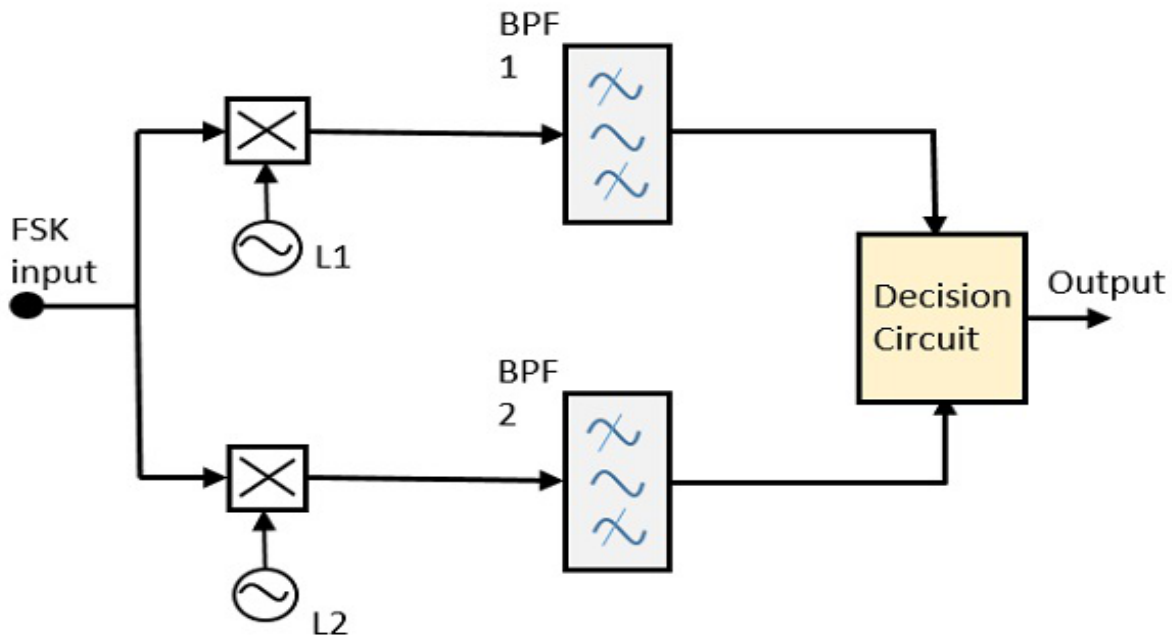 BPF
1
FSK
input
L1
Decision
Circuit
Output
BPF
2
L2